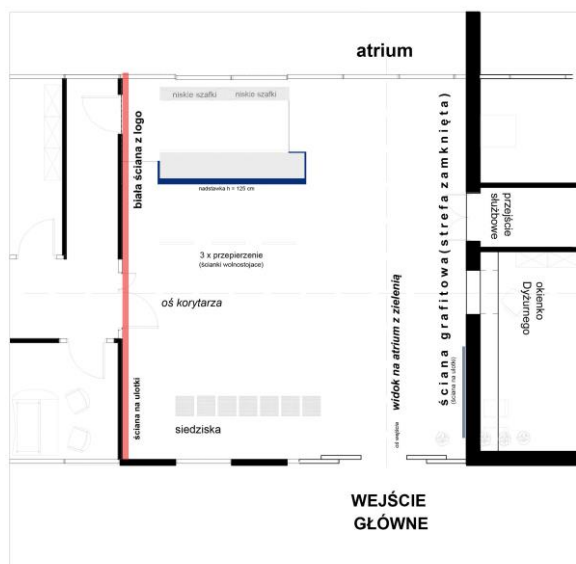 atrium
niskie szafki niskie szafki
biała ściana z logo
nadstawka h = 125 cm
ściana grafitowa(strefa zamknięta)
(ściana na ulotki)
przejście
służbowe
3 x przepierzenie
(ścianki wolnostojące)
okienko
Dyżurnego
oś korytarza
widok na atrium z zielenią
od wejścia
ściana na ulotki
siedziska
WEJŚCIE
GŁÓWNE